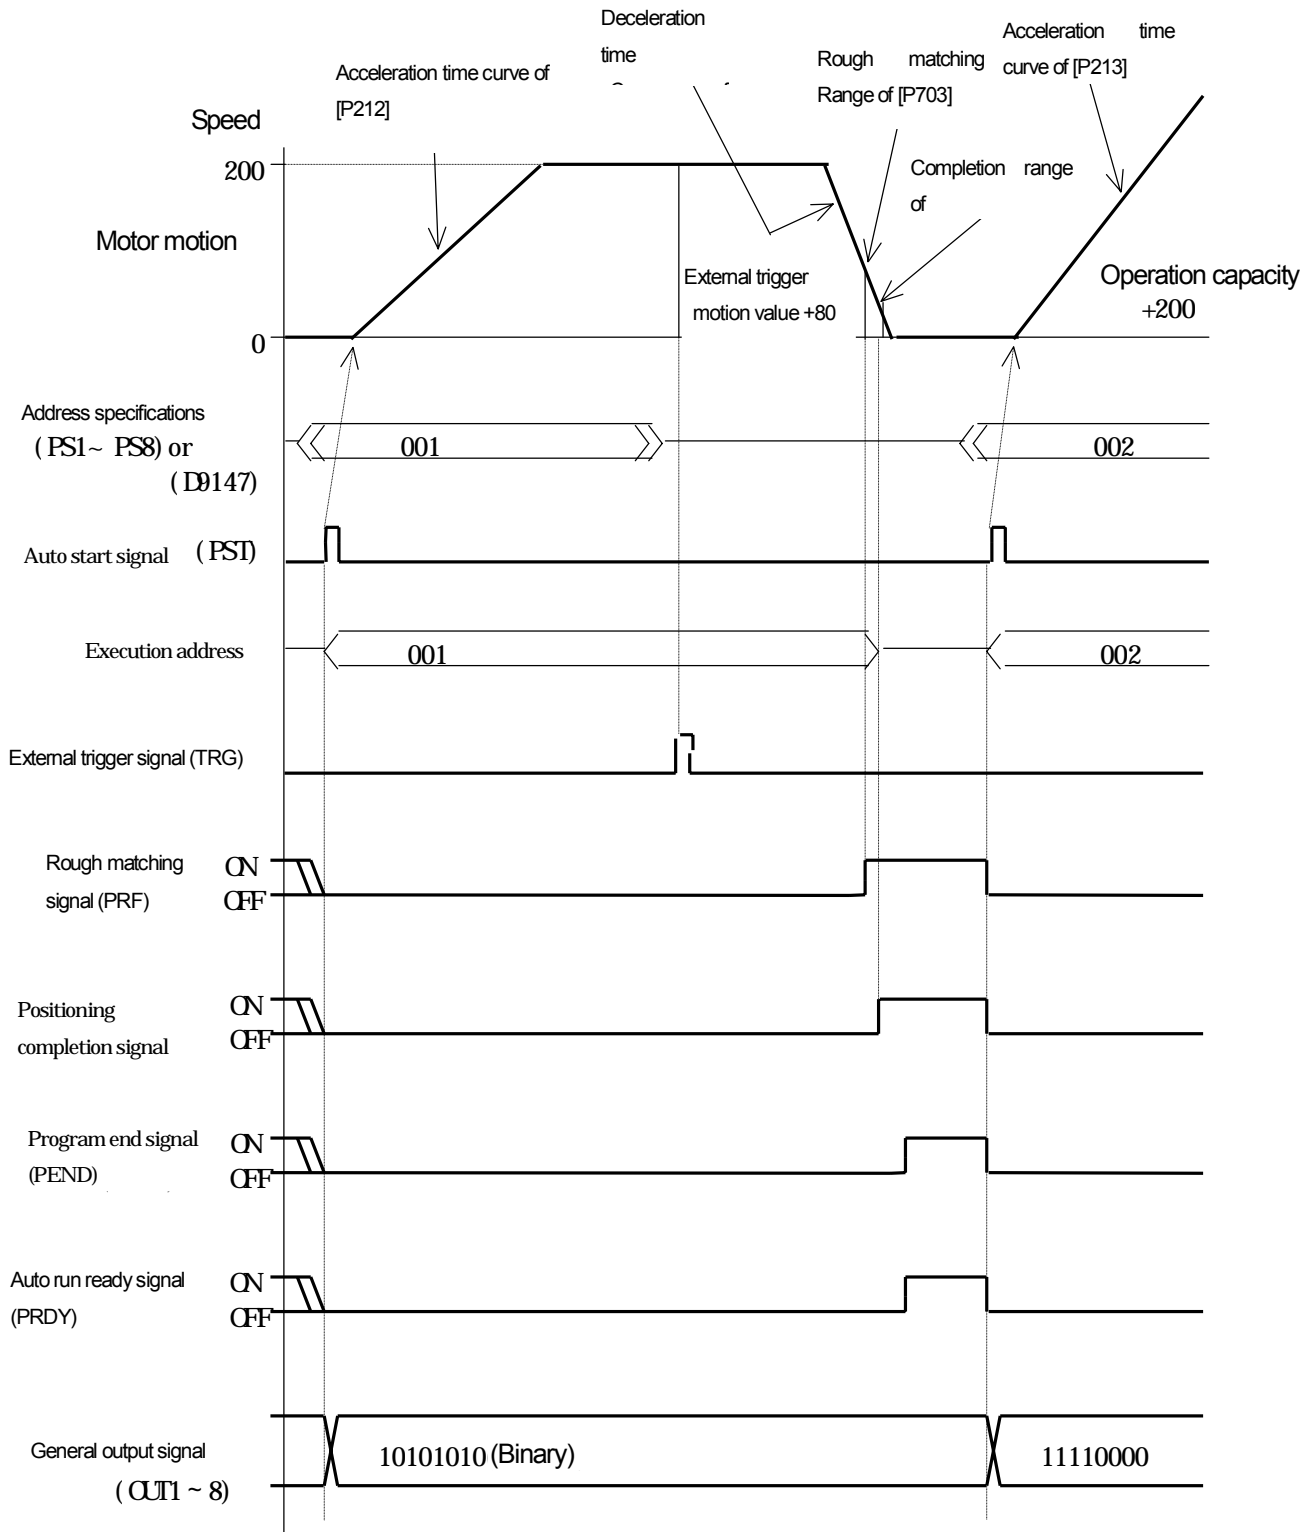 Deceleration
time
Acceleration time
curve of [P213]
Rough matching
Range of [P703]
Acceleration time curve of
[P212]
Speed
200
Completion range
of
Motor motion
External trigger
motion value +80
Operation capacity
+200
0
Address specifications
(PS1~ PS8) or
(D9147)
001
002
Auto start signal (PST)
Execution address
001
002
External trigger signal (TRG)
Rough matching
signal (PRF)
ON
OFF
Positioning
completion signal
ON
OFF
Program end signal
(PEND)
ON
OFF
Auto run ready signal
(PRDY)
ON
OFF
General output signal
(OUT1 ~ 8)
10101010 (Binary)
11110000